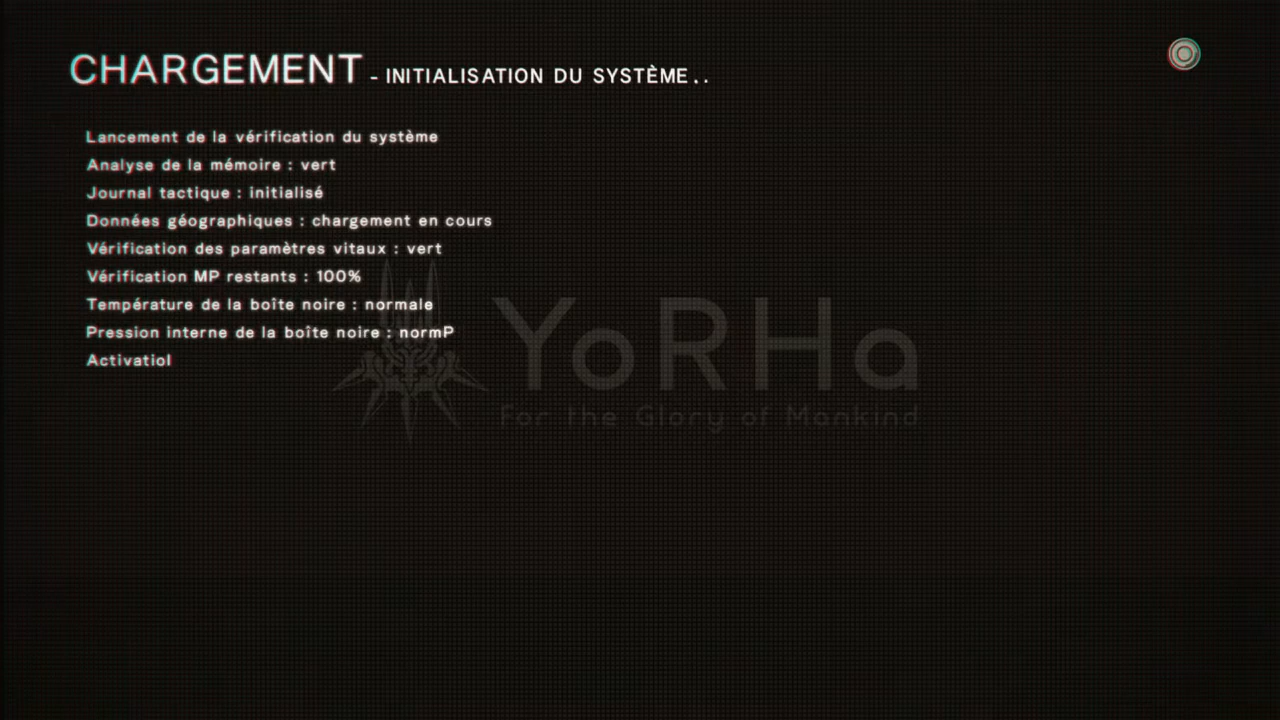 CHARGEMENT - INITIALISATION DU SYSTÈME..
Lancement de la vérification du système
Analyse de la mémoire : vert
Journal tactique : initialisé
Données géographiques : chargement en cours
Vérification des paramètres vitaux : vert
Vérification MP restants : 100%
Température de la boîte noire : normale
Pression interne de la boîte noire : normP
Activatiol
YoRHa
For the Glory of Mankind